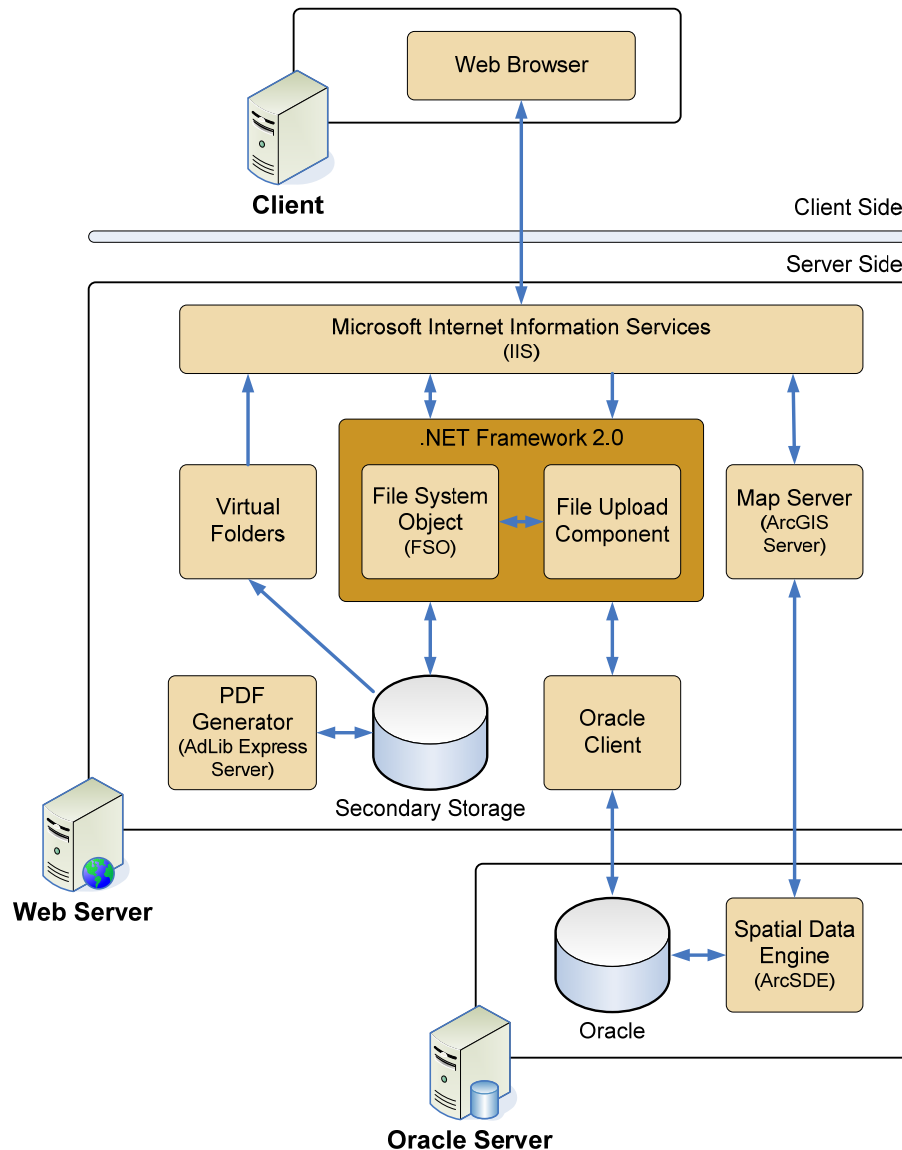 Web Browser
Client
Client Side
Server Side
Microsoft Internet Information Services
(IIS)
.NET Framework 2.0
Virtual
Folders
File System
Object
(FSO)
File Upload
Component
Map Server
(ArcGIS
Server)
PDF
Generator
(AdLib Express
Server)
Secondary Storage
Oracle
Client
Web Server
Spatial Data
Engine
(ArcSDE)
Oracle
Oracle Server